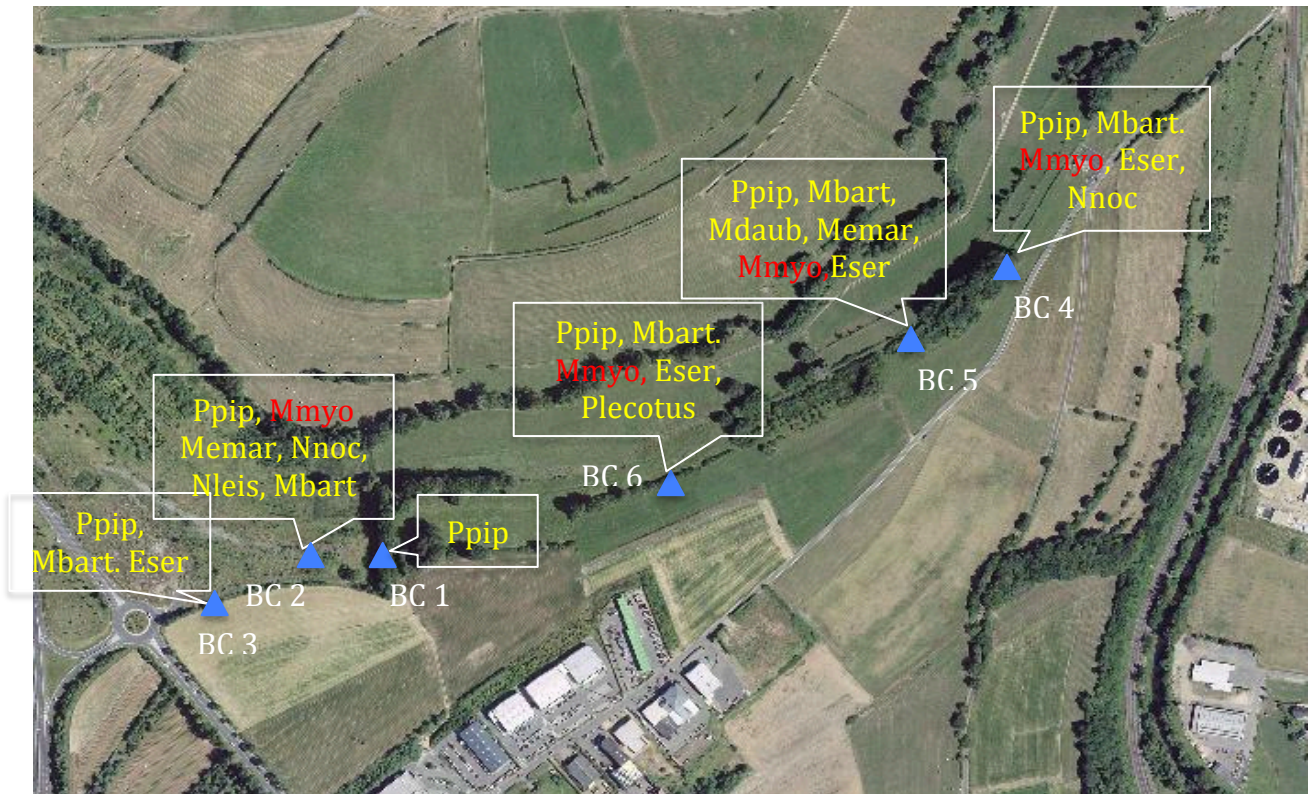 Ppip, Mbart.
Mmyo, Eser,
Nnoc
BC 4
Ppip, Mbart,
Mdaub, Memar,
Mmyo,Eser
BC 5
Ppip, Mbart.
Mmyo, Eser,
Plecotus
BC 6
Ppip, Mmyo
Memar, Nnoc,
Nleis, Mbart
BC 2
Ppip
BC 1
Ppip,
Mbart. Eser
BC 3